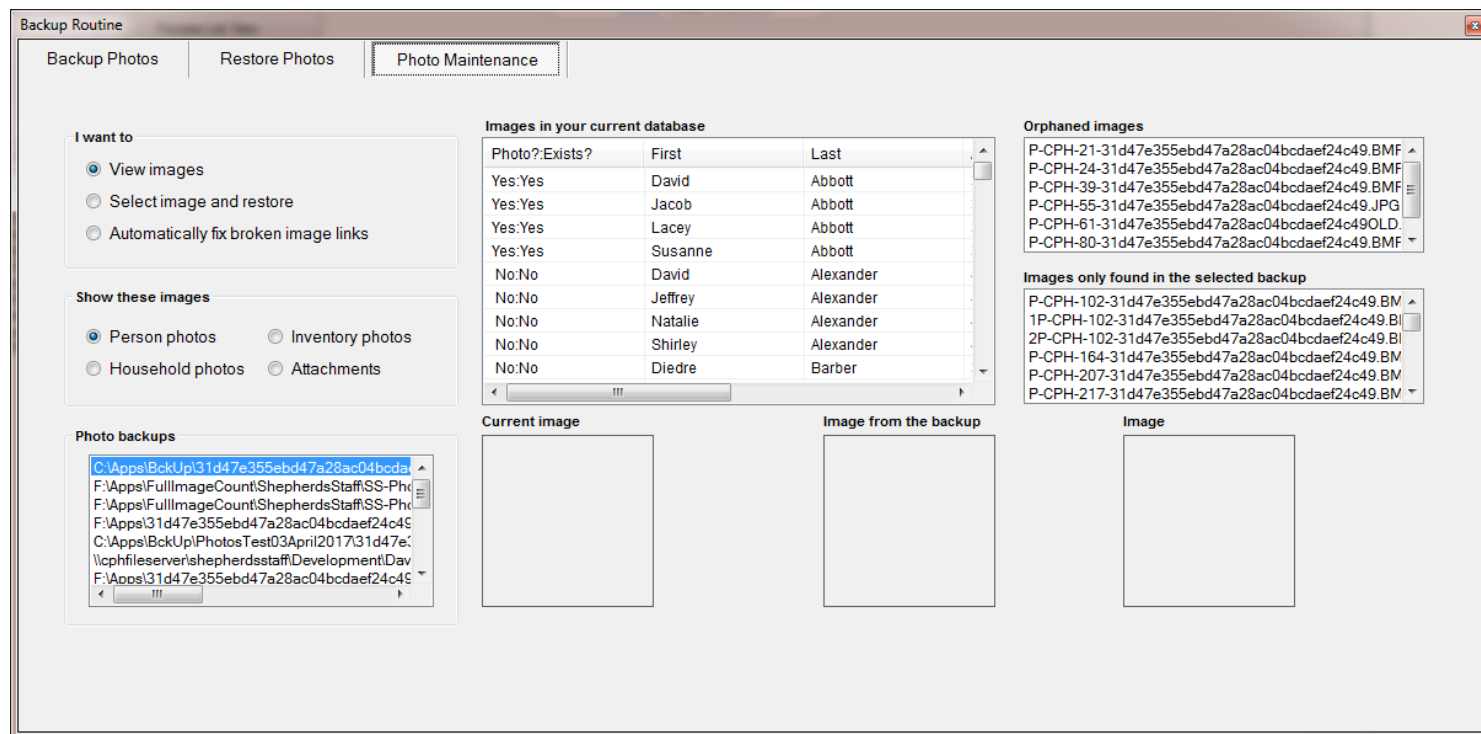 Backup Routine
Backup Photos Restore Photos Photo Maintenance
I want to
View images
Select image and restore
Automatically fix broken image links
Show these images
Person photos Inventory photos
Household photos Attachments
Photo backups
C:\Apps\BckUp\31d47e355ebd47a28ac04bcdae
F:\Apps\FullImageCount\ShepherdsStaff\SS-Pho
F:\Apps\FullImageCount\ShepherdsStaff\SS-Pho
F:\Apps\31d47e355ebd47a28ac04bcdaef24c49
C:\Apps\BckUp\PhotosTest03April2017\31d47e3
\\cphfileserver\shepherdsstaff\Development\Dav
F:\Apps\31d47e355ebd47a28ac04bcdaef24c49
Images in your current database
Photo?:Exists? First Last
Yes:Yes David Abbott
Yes:Yes Jacob Abbott
Yes:Yes Lacey Abbott
Yes:Yes Susanne Abbott
No:No David Alexander
No:No Jeffrey Alexander
No:No Natalie Alexander
No:No Shirley Alexander
No:No Diedre Barber
Orphaned images
P-CPH-21-31d47e355ebd47a28ac04bcdaef24c49.BMF
P-CPH-24-31d47e355ebd47a28ac04bcdaef24c49.BMF
P-CPH-39-31d47e355ebd47a28ac04bcdaef24c49.BMF
P-CPH-55-31d47e355ebd47a28ac04bcdaef24c49.JPG
P-CPH-61-31d47e355ebd47a28ac04bcdaef24c49OLD.
P-CPH-80-31d47e355ebd47a28ac04bcdaef24c49.BMF
Images only found in the selected backup
P-CPH-102-31d47e355ebd47a28ac04bcdaef24c49.BM
1P-CPH-102-31d47e355ebd47a28ac04bcdaef24c49.BI
2P-CPH-102-31d47e355ebd47a28ac04bcdaef24c49.BI
P-CPH-164-31d47e355ebd47a28ac04bcdaef24c49.BM
P-CPH-207-31d47e355ebd47a28ac04bcdaef24c49.BM
P-CPH-217-31d47e355ebd47a28ac04bcdaef24c49.BM
Current image Image from the backup Image